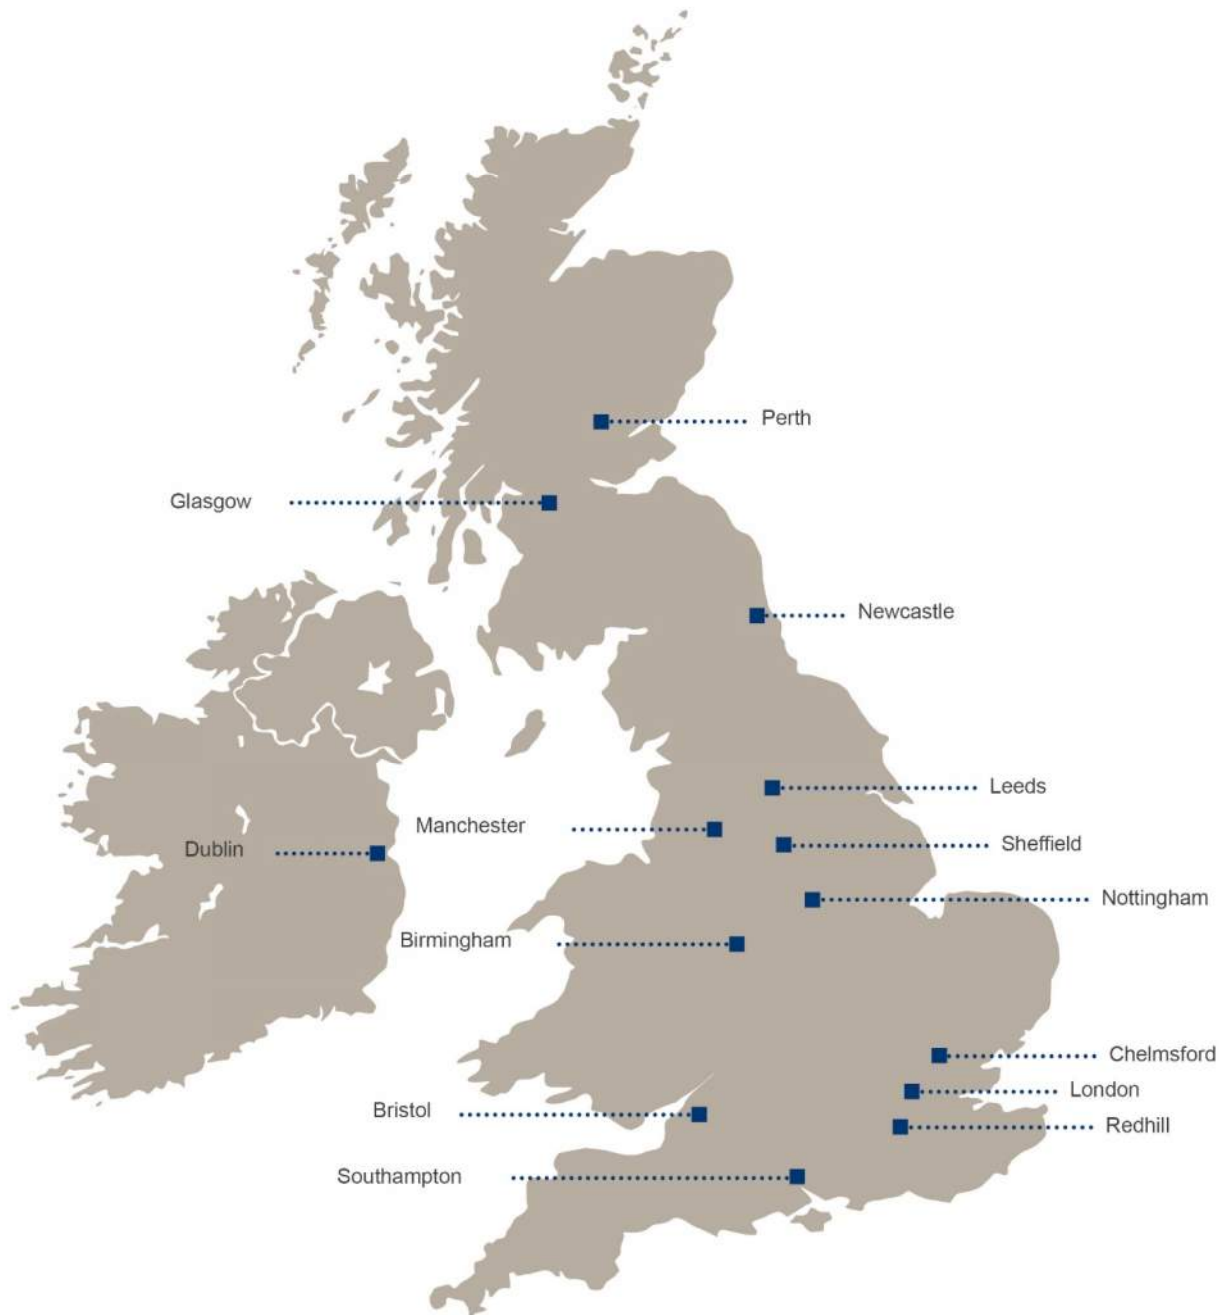 Perth
Glasgow
Newcastle
Leeds
Manchester
Sheffield
Dublin
Nottingham
Birmingham
Chelmsford
London
Bristol
Redhill
Southampton